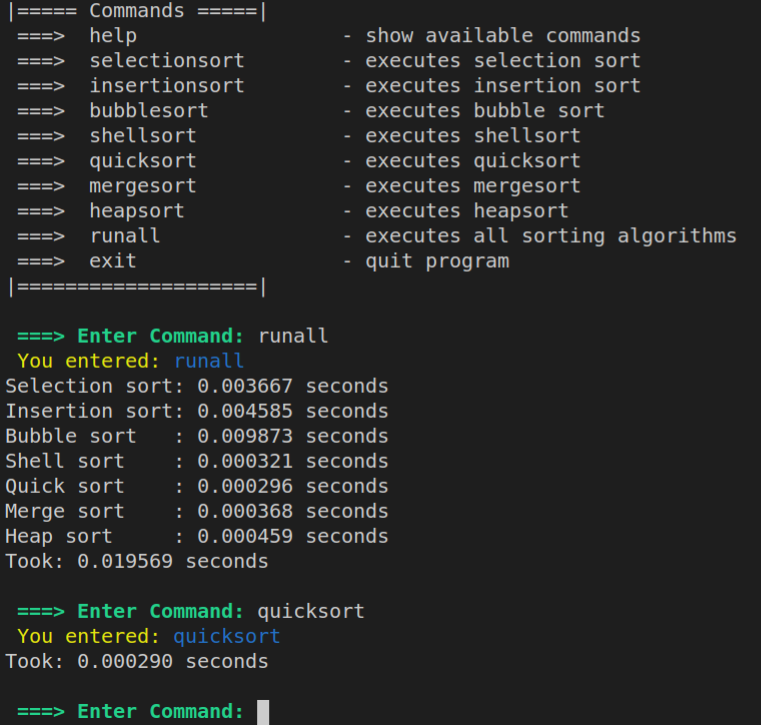 |===== Commands =====|
 ===>  help                 - show available commands
 ===>  selectionsort        - executes selection sort
 ===>  insertionsort        - executes insertion sort
 ===>  bubblesort           - executes bubble sort
 ===>  shellsort            - executes shellsort
 ===>  quicksort            - executes quicksort
 ===>  mergesort            - executes mergesort
 ===>  heapsort             - executes heapsort
 ===>  runall               - executes all sorting algorithms
 ===>  exit                 - quit program
|====================|
 ===> Enter Command: runall
 You entered: runall
Selection sort: 0.003667 seconds
Insertion sort: 0.004585 seconds
Bubble sort   : 0.009873 seconds
Shell sort    : 0.000321 seconds
Quick sort    : 0.000296 seconds
Merge sort    : 0.000368 seconds
Heap sort     : 0.000459 seconds
Took: 0.019569 seconds
 ===> Enter Command: quicksort
 You entered: quicksort
Took: 0.000290 seconds
 ===> Enter Command: